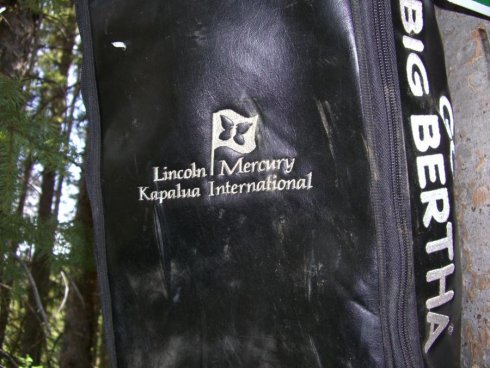 Lincoln Mercury
Kapalua International
BIG BERTHA